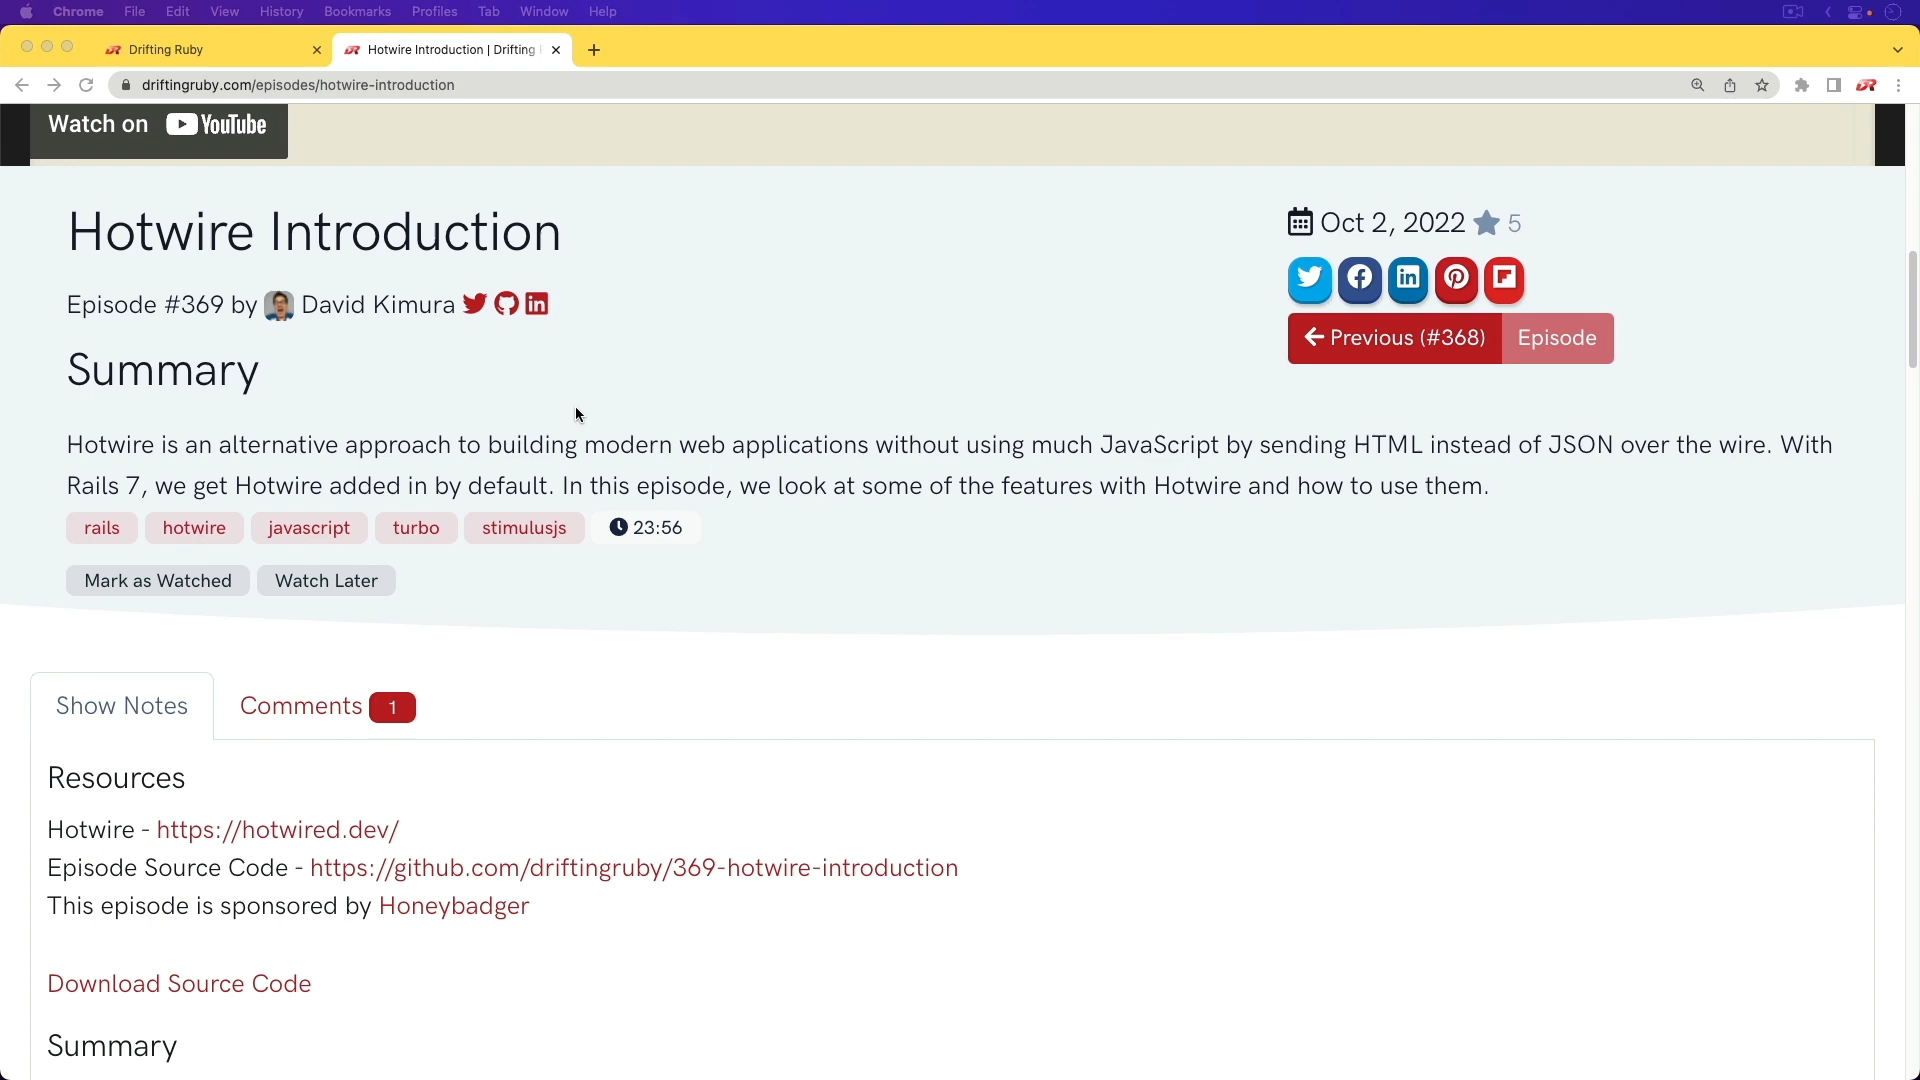 Chrome File Edit View History Bookmarks Profiles Tab Window Help
Drifting Ruby
Hotwire Introduction | Drifting
driftingruby.com/episodes/hotwire-introduction
Watch on YouTube
Hotwire Introduction
Episode #369 by David Kimura
Oct 2, 2022 5
Previous (#368) Episode
Summary
Hotwire is an alternative approach to building modern web applications without using much JavaScript by sending HTML instead of JSON over the wire. With
Rails 7, we get Hotwire added in by default. In this episode, we look at some of the features with Hotwire and how to use them.
rails hotwire javascript turbo stimulusjs 23:56
Mark as Watched Watch Later
Show Notes Comments 1
Resources
Hotwire - https://hotwired.dev/
Episode Source Code - https://github.com/driftingruby/369-hotwire-introduction
This episode is sponsored by Honeybadger
Download Source Code
Summary